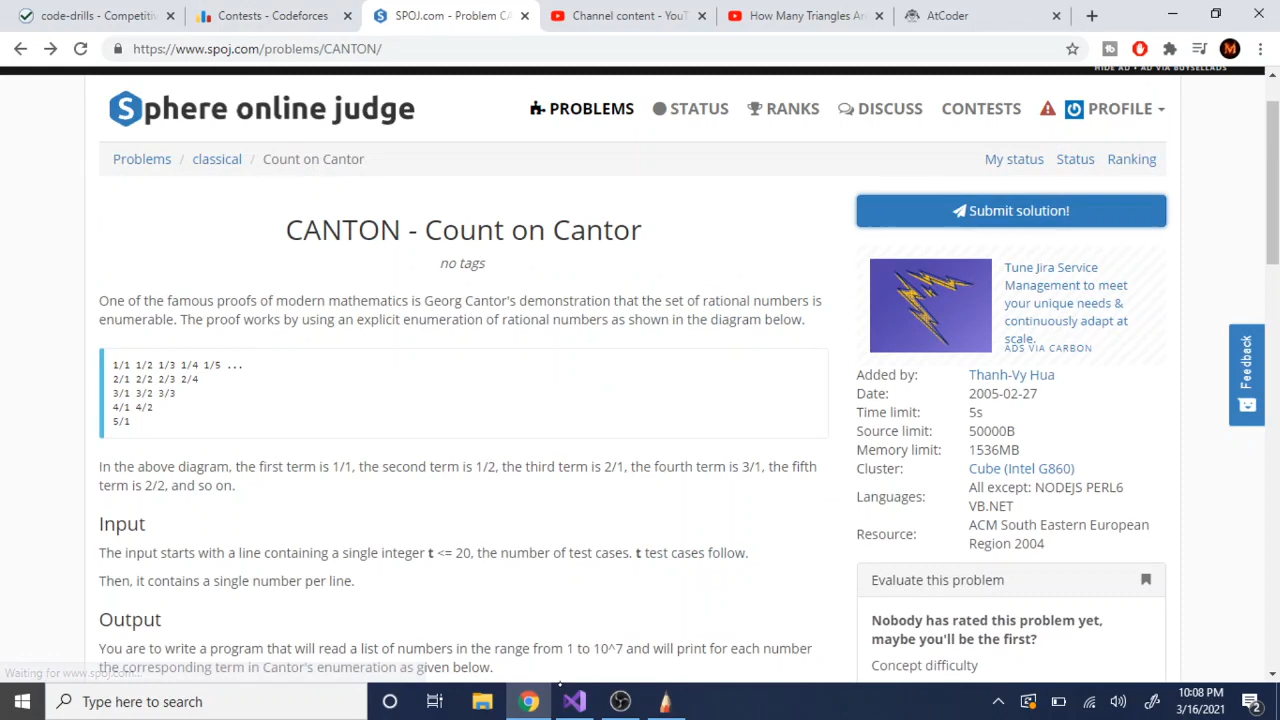 code-drills - Competitiv
Contests - Codeforces
SPOJ.com - Problem CA
Channel content - YouT
How Many Triangles Are
AtCoder
https://www.spoj.com/problems/CANTON/
HIDE AD • AD VIA BUYSELLADS
Sphere online judge
PROBLEMS STATUS RANKS DISCUSS CONTESTS PROFILE
Problems / classical / Count on Cantor
My status Status Ranking
CANTON - Count on Cantor
no tags
One of the famous proofs of modern mathematics is Georg Cantor's demonstration that the set of rational numbers is
enumerable. The proof works by using an explicit enumeration of rational numbers as shown in the diagram below.
1/1 1/2 1/3 1/4 1/5 ...
2/1 2/2 2/3 2/4
3/1 3/2 3/3
4/1 4/2
5/1
In the above diagram, the first term is 1/1, the second term is 1/2, the third term is 2/1, the fourth term is 3/1, the fifth
term is 2/2, and so on.
Input
The input starts with a line containing a single integer t <= 20, the number of test cases. t test cases follow.
Then, it contains a single number per line.
Output
You are to write a program that will read a list of numbers in the range from 1 to 10^7 and will print for each number
the corresponding term in Cantor's enumeration as given below.
Waiting for www.spoj.com...
Submit solution!
Tune Jira Service
Management to meet
your unique needs &
continuously adapt at
scale.
ADS VIA CARBON
Added by: Thanh-Vy Hua
Date: 2005-02-27
Time limit: 5s
Source limit: 50000B
Memory limit: 1536MB
Cluster: Cube (Intel G860)
Languages: All except: NODEJS PERL6
VB.NET
Resource: ACM South Eastern European
Region 2004
Evaluate this problem
Nobody has rated this problem yet,
maybe you'll be the first?
Concept difficulty
Feedback
Type here to search
10:08 PM
3/16/2021
2